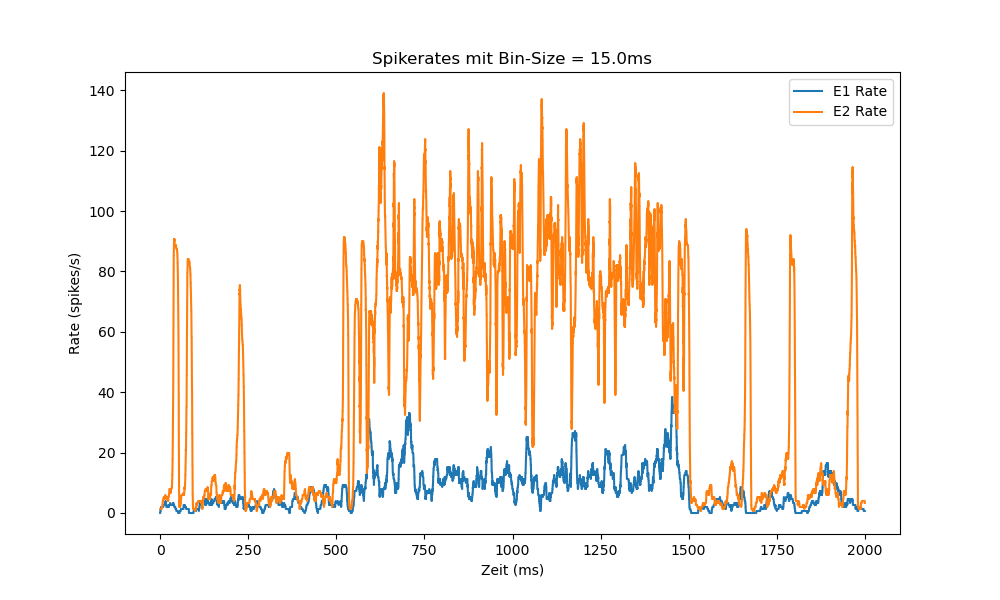 Spikerates mit Bin-Size = 15.0ms
E1 Rate
E2 Rate
Rate (spikes/s)
140
120
100
80
60
40
20
0
0 250 500 750 1000 1250 1500 1750 2000
Zeit (ms)